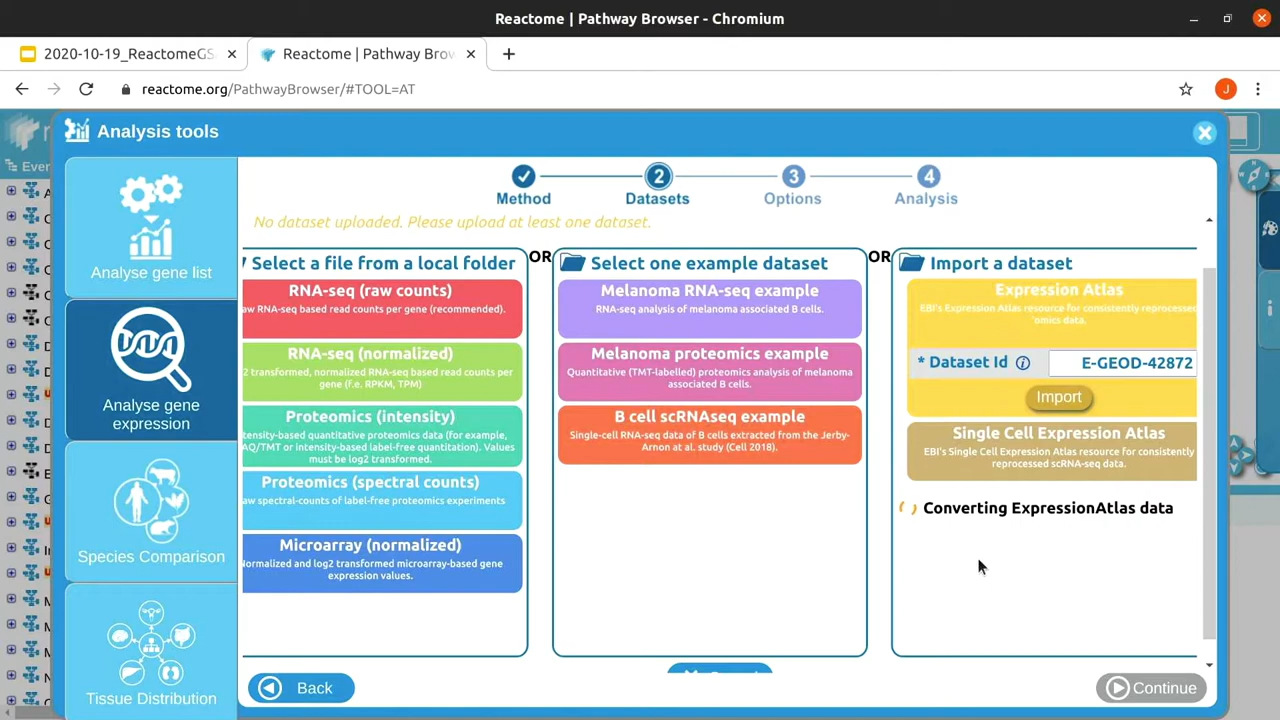 Reactome | Pathway Browser - Chromium
2020-10-19_ReactomeGS
Reactome | Pathway Brow
reactome.org/PathwayBrowser/#TOOL=AT
Analysis tools
Even
Analyse gene list
Analyse gene
expression
Species Comparison
Tissue Distribution
Method
2
Datasets
3
Options
4
Analysis
No dataset uploaded. Please upload at least one dataset.
Select a file from a local folder
RNA-seq (raw counts)
aw RNA-seq based read counts per gene (recommended).
RNA-seq (normalized)
2 transformed, normalized RNA-seq based read counts per
gene (f.e. RPKM, TPM)
Proteomics (intensity)
tensity-based quantitative proteomics data (for example,
AQ/TMT or intensity-based label-free quantification). Values
must be log2 transformed.
Proteomics (spectral counts)
aw spectral-counts of label-free proteomics experiments
Microarray (normalized)
Normalized and log2 transformed microarray-based gene
expression values.
OR
Select one example dataset
Melanoma RNA-seq example
RNA-seq analysis of melanoma associated B cells.
Melanoma proteomics example
Quantitative (TMT-labelled) proteomics analysis of melanoma
associated B cells.
B cell scRNAseq example
Single-cell RNA-seq data of B cells extracted from the Jerby-
Arnon at al. study (Cell 2018).
OR
Import a dataset
Expression Atlas
EBI's Expression Atlas resource for consistently reprocessed
'omics data.
* Dataset Id
E-GEOD-42872
Import
Single Cell Expression Atlas
EBI's Single Cell Expression Atlas resource for consistently
reprocessed scRNA-seq data.
Converting ExpressionAtlas data
Back
Continue
J